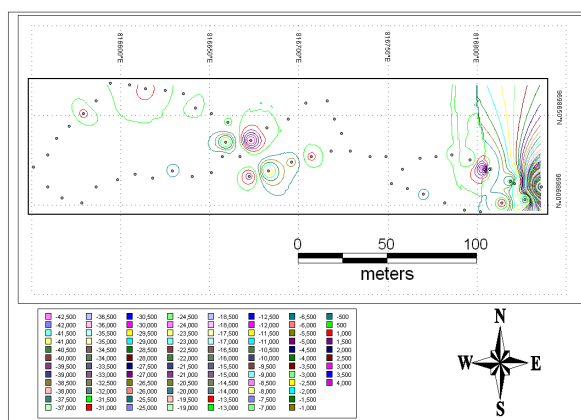 816600°E 816650°E 816700°E 816750°E 816800°E
0 50 100
meters
-42,500 -36,500 -30,500 -24,500 -18,500 -12,500 -6,500 -500
-42,000 -36,000 -30,000 -24,000 -18,000 -12,000 -6,000 500
-41,500 -35,500 -29,500 -23,500 -17,500 -11,500 -5,500 1,000
-41,000 -35,000 -29,000 -23,000 -17,000 -11,000 -5,000 1,500
-40,500 -34,500 -28,500 -22,500 -16,500 -10,500 -4,500 2,000
-40,000 -34,000 -28,000 -22,000 -16,000 -10,000 -4,000 2,500
-39,500 -33,500 -27,500 -21,500 -15,500 -9,500 -3,500 3,000
-39,000 -33,000 -27,000 -21,000 -15,000 -9,000 -3,000 3,500
-38,500 -32,500 -26,500 -20,500 -14,500 -8,500 -2,500 4,000
-38,000 -32,000 -26,000 -20,000 -14,000 -8,000 -2,000
-37,500 -31,500 -25,500 -19,500 -13,500 -7,500 -1,500
-37,000 -31,000 -25,000 -19,000 -13,000 -7,000 -1,000
N
W E
S